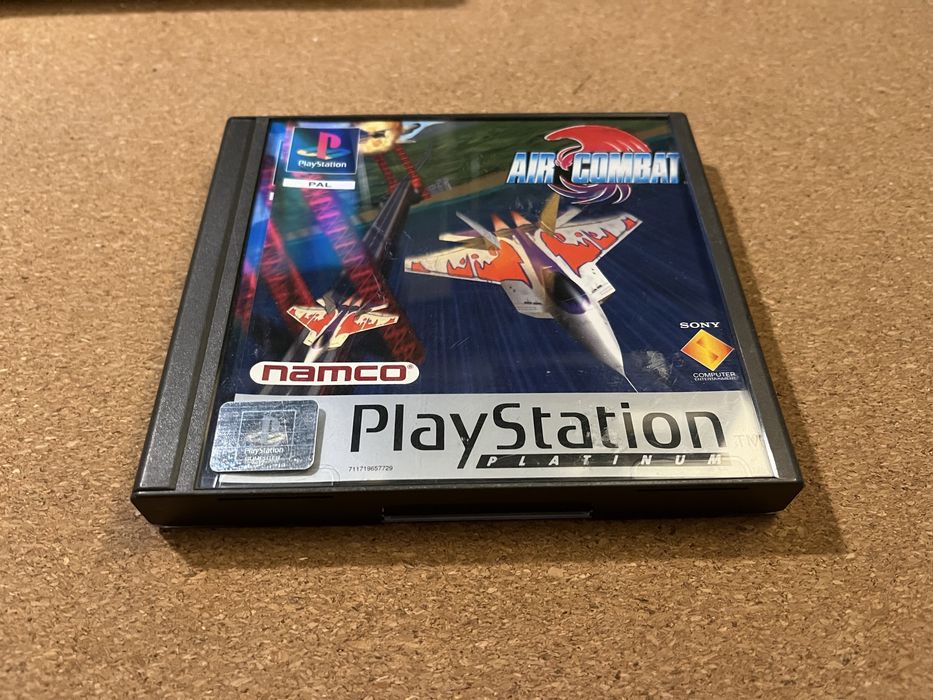 PlayStation
PAL
AIR COMBAT
SONY
COMPUTER
ENTERTAINMENT
namco
PlayStation
PlayStation
PLATINUM
711719657729